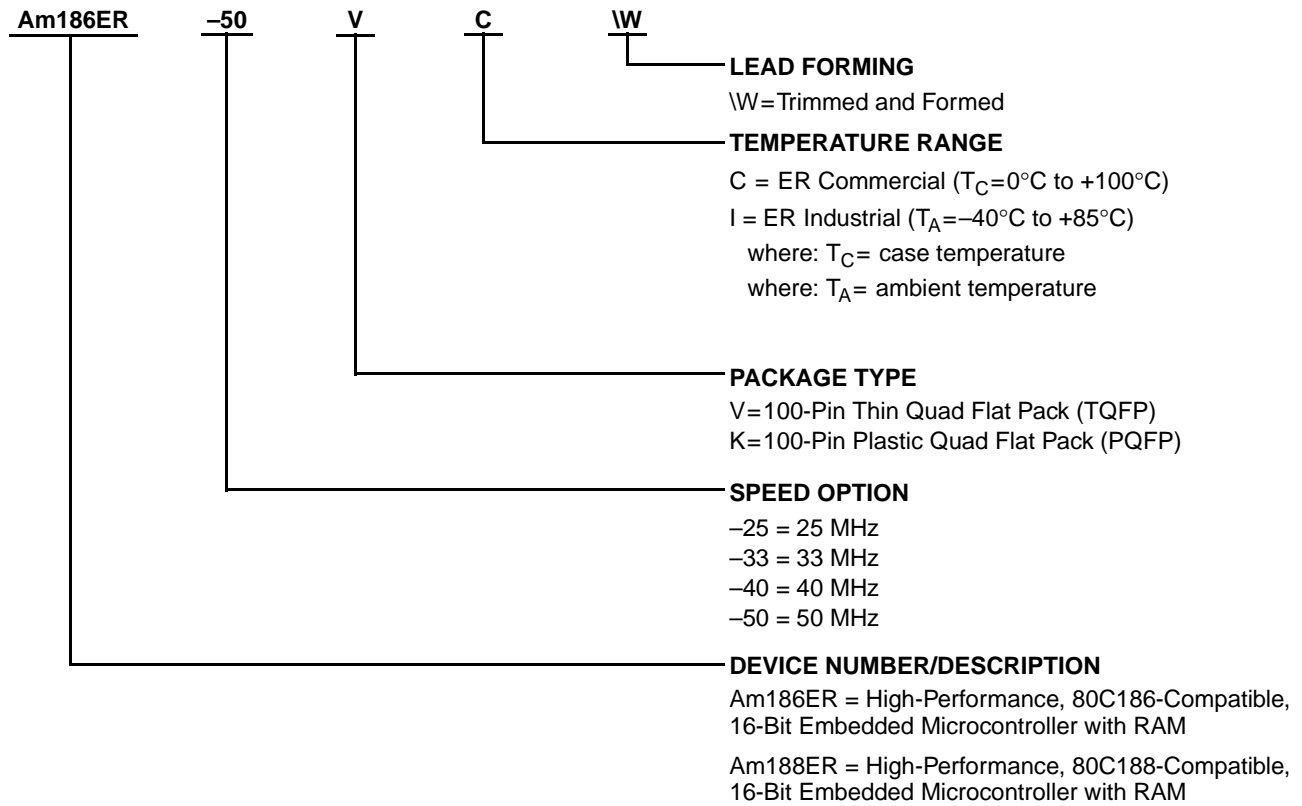 Am186ER –50 V C \W
LEAD FORMING
\W=Trimmed and Formed
TEMPERATURE RANGE
C = ER Commercial (TC=0°C to +100°C)
I = ER Industrial (TA=–40°C to +85°C)
where: TC= case temperature
where: TA= ambient temperature
PACKAGE TYPE
V=100-Pin Thin Quad Flat Pack (TQFP)
K=100-Pin Plastic Quad Flat Pack (PQFP)
SPEED OPTION
–25 = 25 MHz
–33 = 33 MHz
–40 = 40 MHz
–50 = 50 MHz
DEVICE NUMBER/DESCRIPTION
Am186ER = High-Performance, 80C186-Compatible,
16-Bit Embedded Microcontroller with RAM
Am188ER = High-Performance, 80C188-Compatible,
16-Bit Embedded Microcontroller with RAM